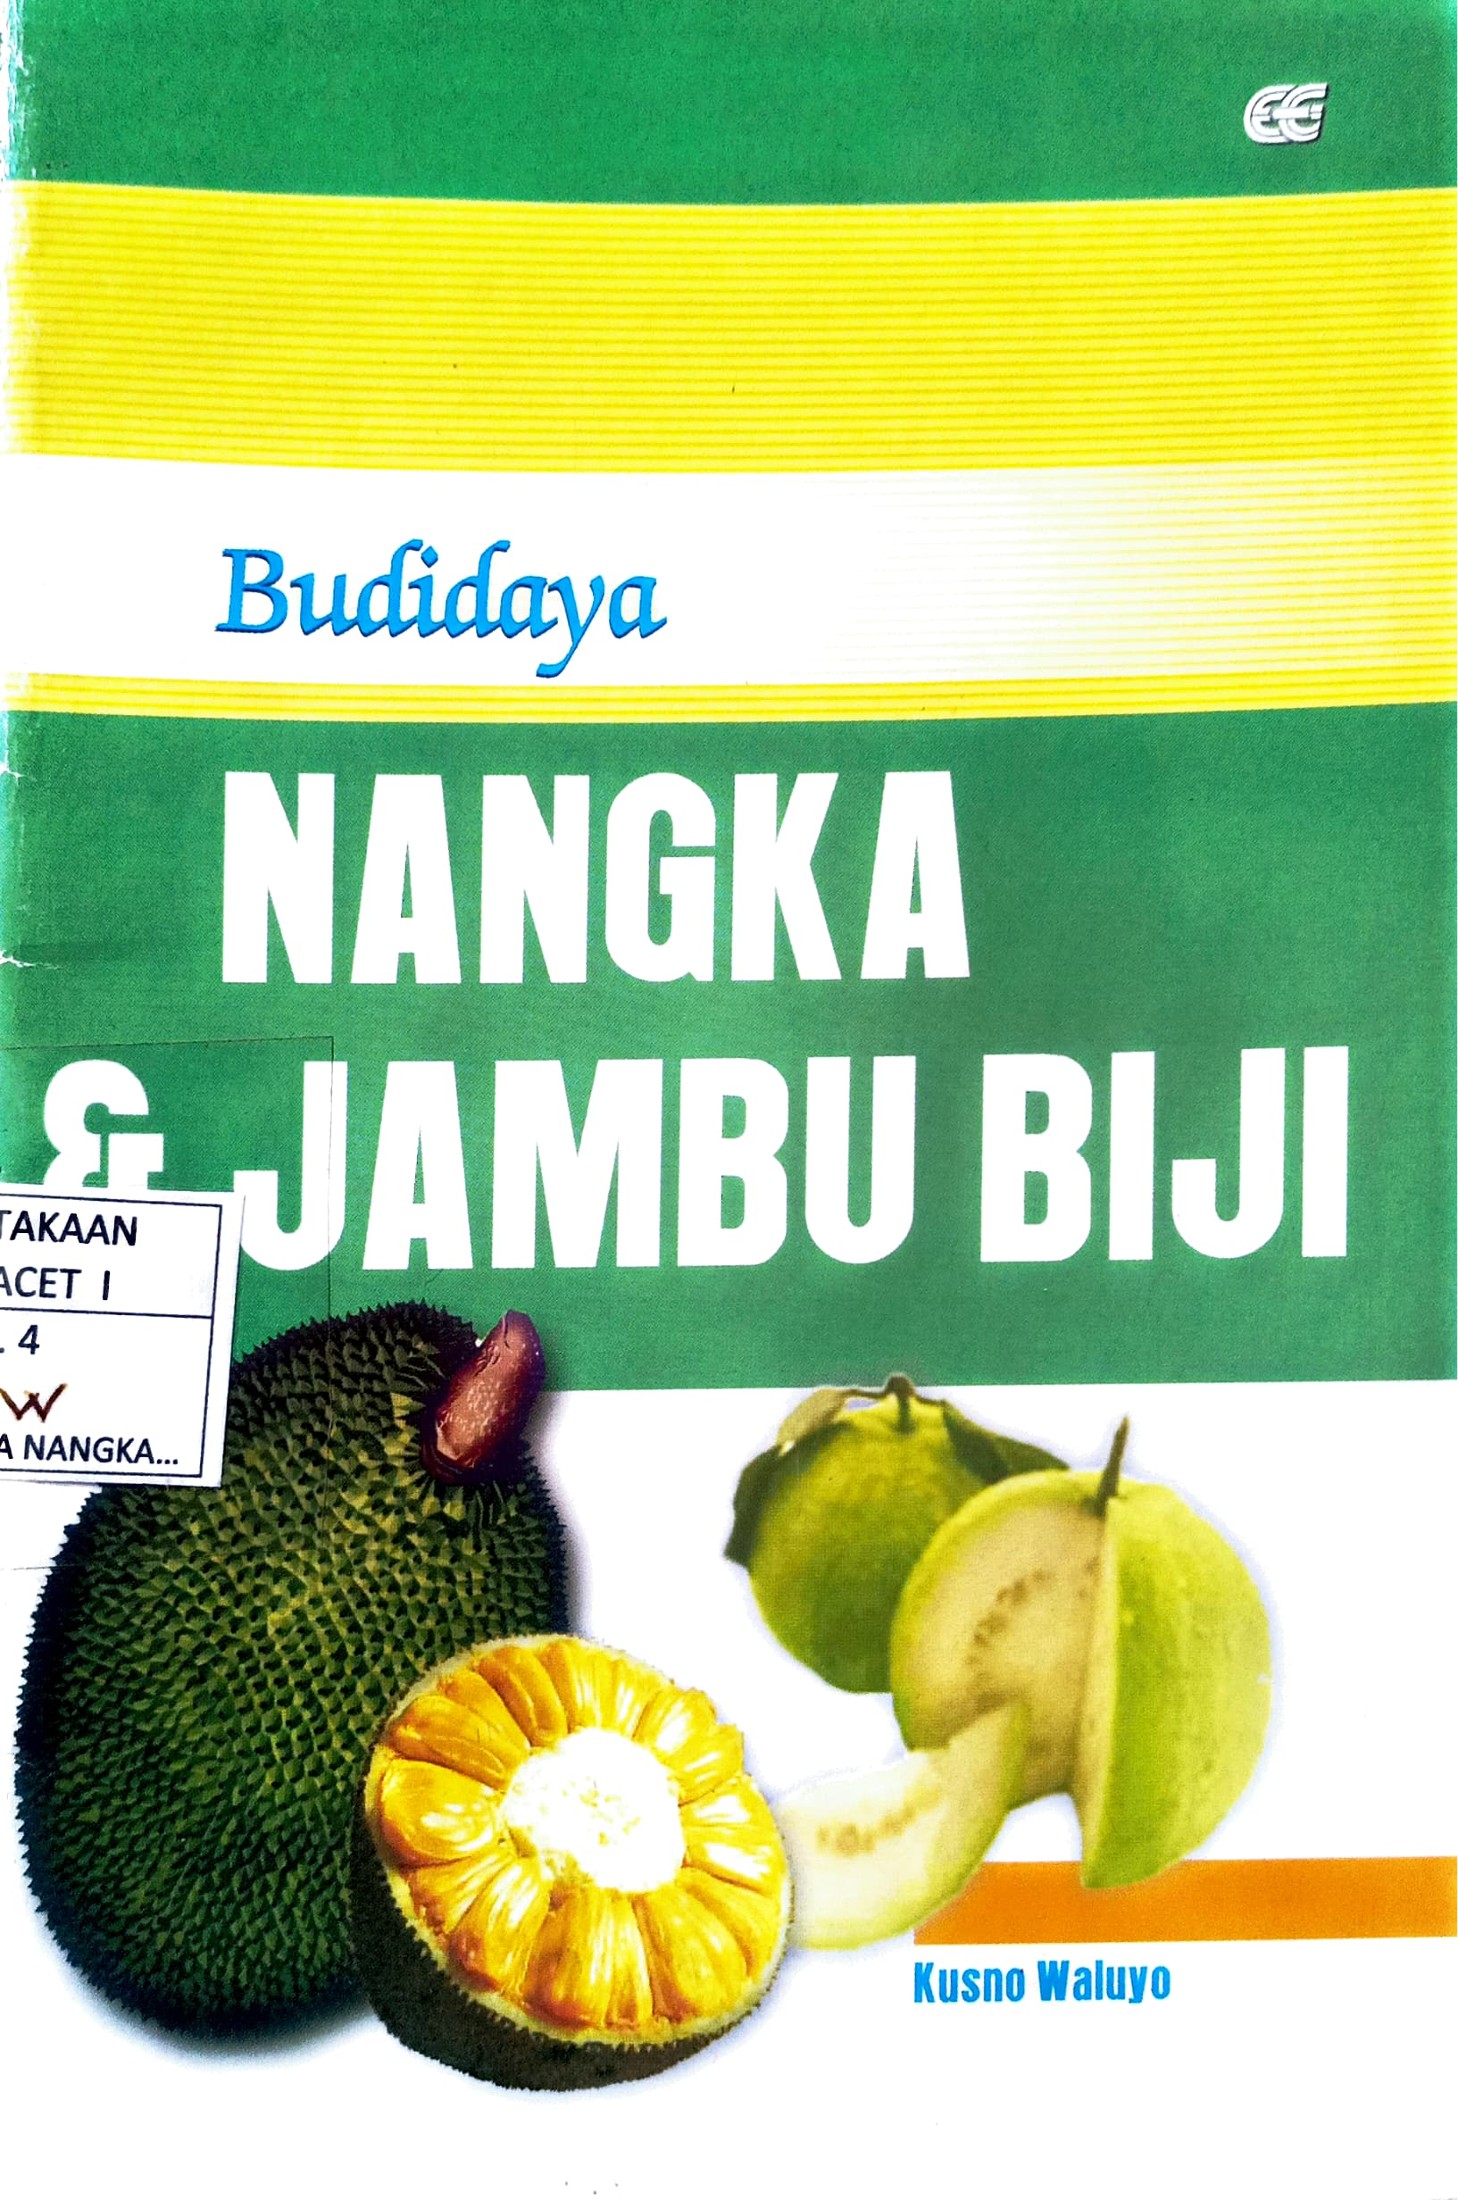 Budidaya
NANGKA
& JAMBU BIJI
TAKAAN
ACET I
. 4
W
A NANGKA...
Kusno Waluyo